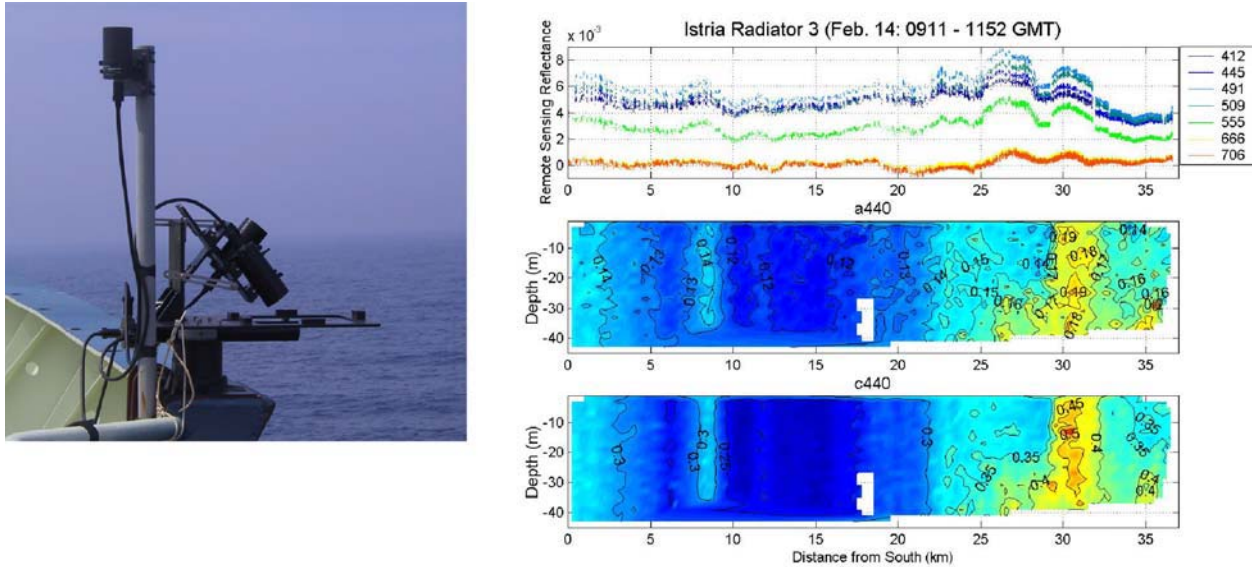 Istria Radiator 3 (Feb. 14: 0911 - 1152 GMT)
x 10⁻³
Remote Sensing Reflectance
8
6
4
2
0
0 5 10 15 20 25 30 35
412
445
491
509
555
666
706
a440
Depth (m)
-10
-20
-30
-40
0.14 0.13 0.13 0.14 0.12 0.12 0.12 0.13 0.14 0.15 0.15 0.16 0.14 0.19 0.18 0.19 0.18 0.14 0.16 0.16
0 5 10 15 20 25 30 35
c440
Depth (m)
-10
-20
-30
-40
0.3 0.3 0.3 0.25 0.3 0.35 0.35 0.45 0.5 0.4 0.4 0.35 0.4
0 5 10 15 20 25 30 35
Distance from South (km)